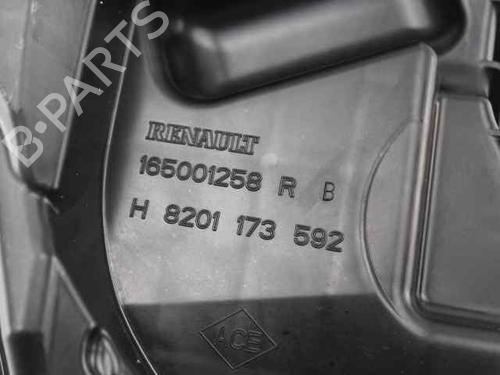 B-PARTS
RENAULT
165001258 R B
H 8201 173 592
ACE